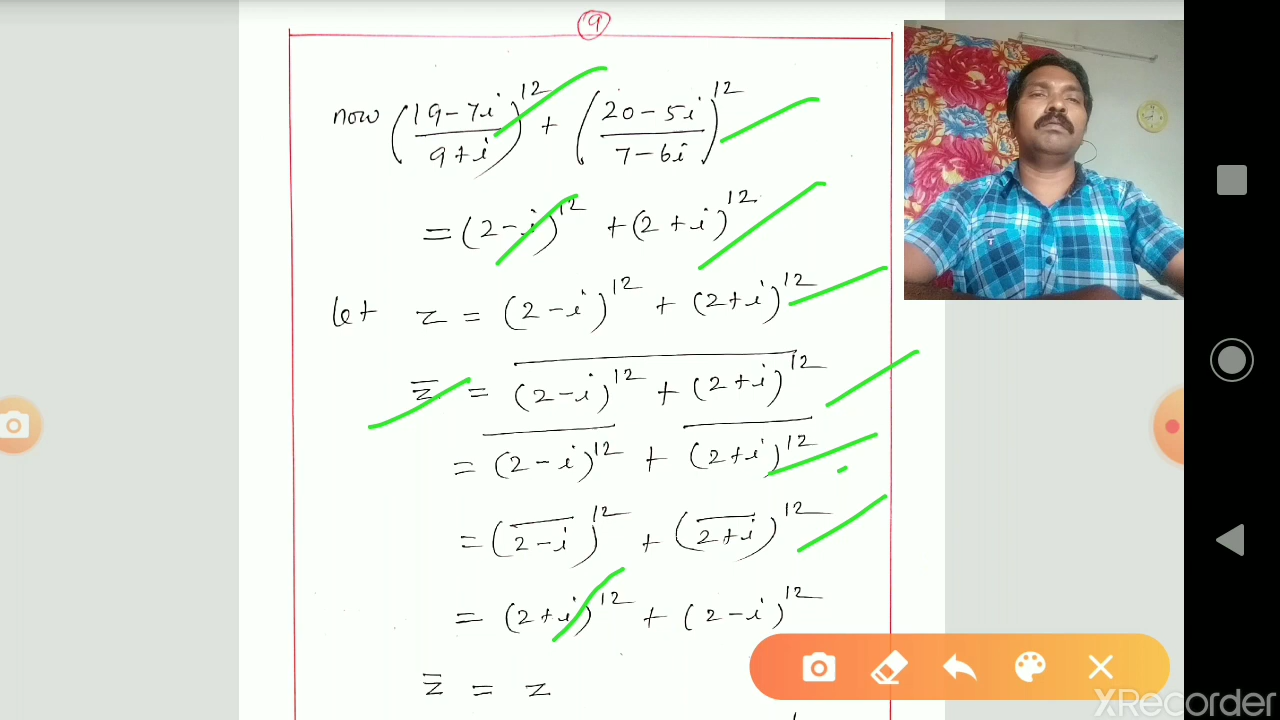 9
now ((19-7i)/(9+i))^12 + ((20-5i)/(7-6i))^12
= (2-i)^12 + (2+i)^12
let z = (2-i)^12 + (2+i)^12
z̅ = \overline{(2-i)^12 + (2+i)^12}
= \overline{(2-i)^12} + \overline{(2+i)^12}
= (\overline{2-i})^12 + (\overline{2+i})^12
= (2+i)^12 + (2-i)^12
z̅ = z
XRecorder